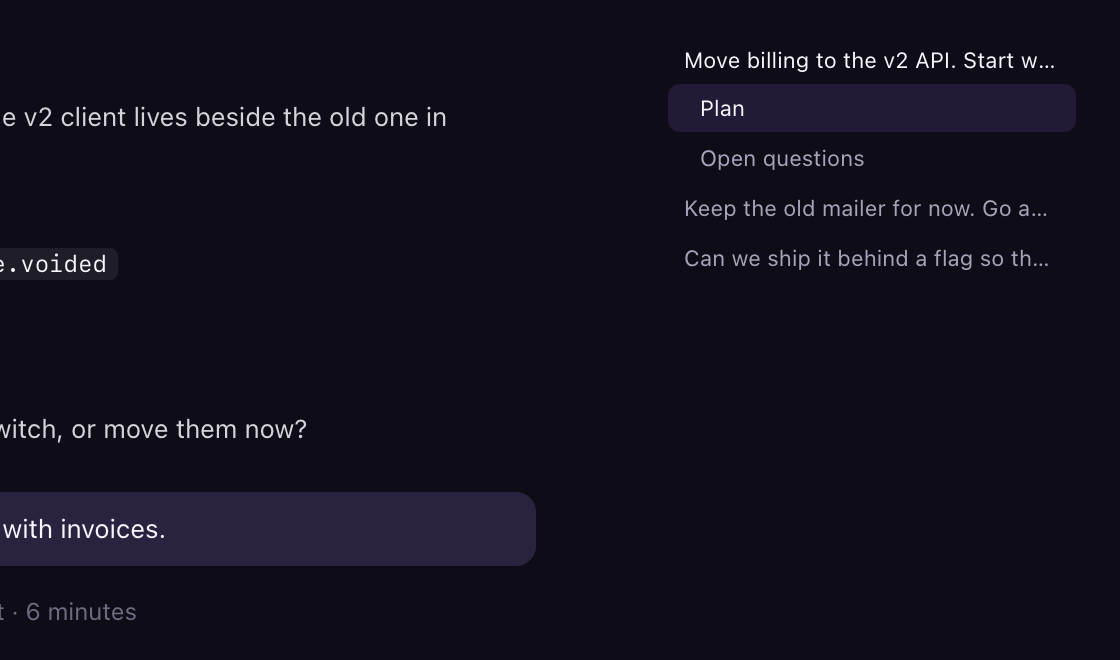 Move billing to the v2 API. Start w…
Plan
Open questions
Keep the old mailer for now. Go a…
Can we ship it behind a flag so th…
e v2 client lives beside the old one in
e.voided
witch, or move them now?
with invoices.
t · 6 minutes